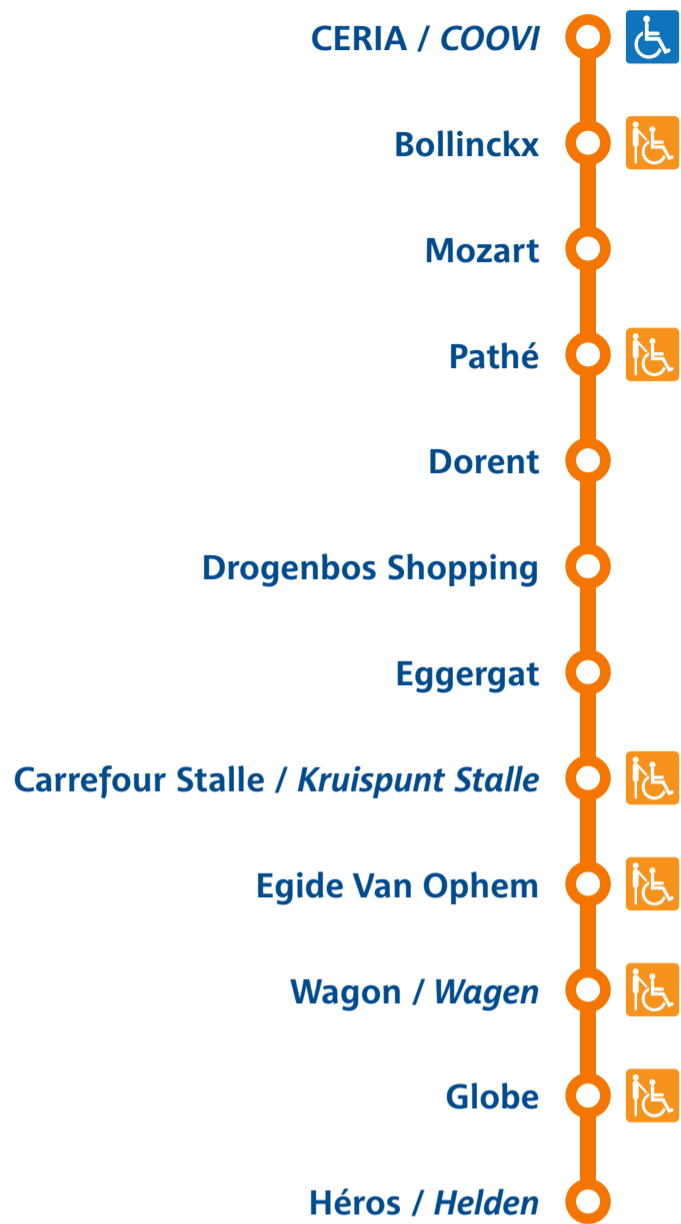 CERIA / COOVI
Bollinckx
Mozart
Pathé
Dorent
Drogenbos Shopping
Eggergat
Carrefour Stalle / Kruispunt Stalle
Egide Van Ophem
Wagon / Wagen
Globe
Héros / Helden